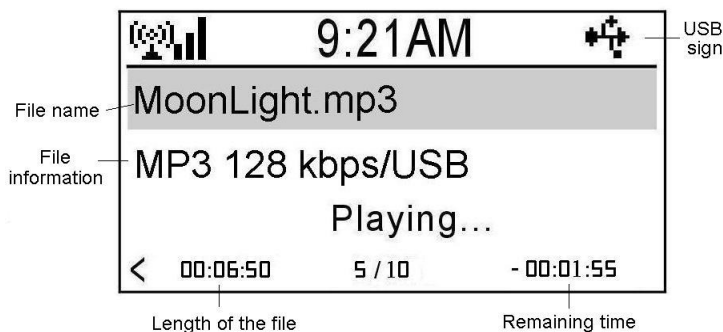 9:21AM
USB
sign
File name
MoonLight.mp3
File
information
MP3 128 kbps/USB
Playing...
< 00:06:50 5/10 - 00:01:55
Length of the file
Remaining time